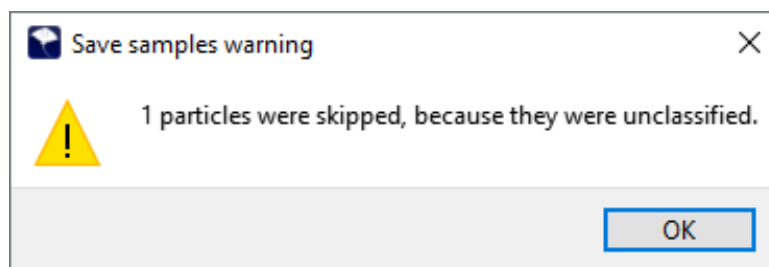 Save samples warning
1 particles were skipped, because they were unclassified.
OK